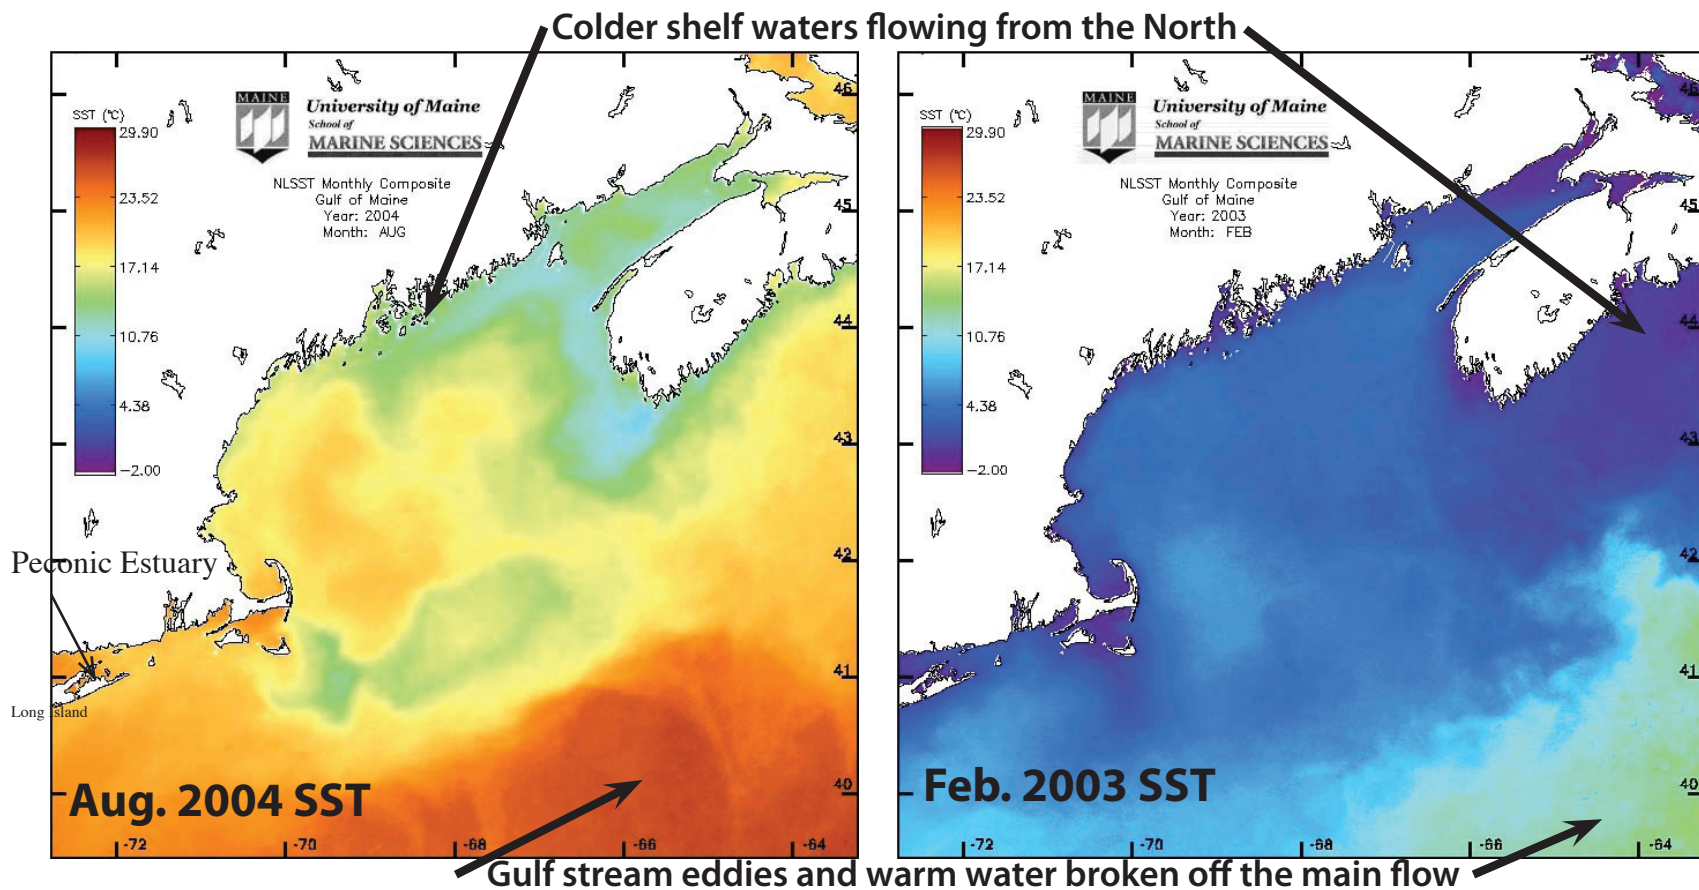 Colder shelf waters flowing from the North
MAINE
University of Maine
School of
MARINE SCIENCES
SST (°C)
29.90
23.52
17.14
10.76
4.38
-2.00
NLSST Monthly Composite
Gulf of Maine
Year: 2004
Month: AUG
46
45
44
43
42
41
40
-72
-70
-68
-66
-64
Peconic Estuary
Long Island
Aug. 2004 SST
MAINE
University of Maine
School of
MARINE SCIENCES
SST (°C)
29.90
23.52
17.14
10.76
4.38
-2.00
NLSST Monthly Composite
Gulf of Maine
Year: 2003
Month: FEB
46
45
44
43
42
41
40
-72
-70
-68
-66
-64
Feb. 2003 SST
Gulf stream eddies and warm water broken off the main flow